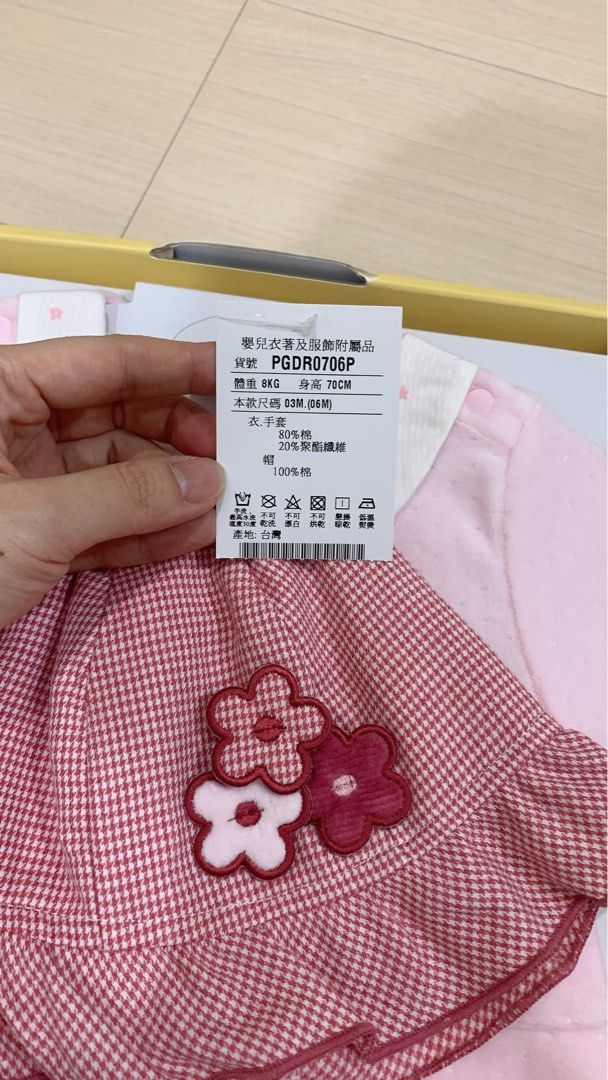 嬰兒衣著及服飾附屬品
貨號 PGDR0706P
體重 8KG 身高 70CM
本款尺碼 03M.(06M)
衣.手套
80%棉
20%聚酯纖維
帽
100%棉
手洗 不可 不可 不可 懸掛 低溫
最高水洗 乾洗 漂白 烘乾 晾乾 熨燙
溫度30度
產地: 台灣